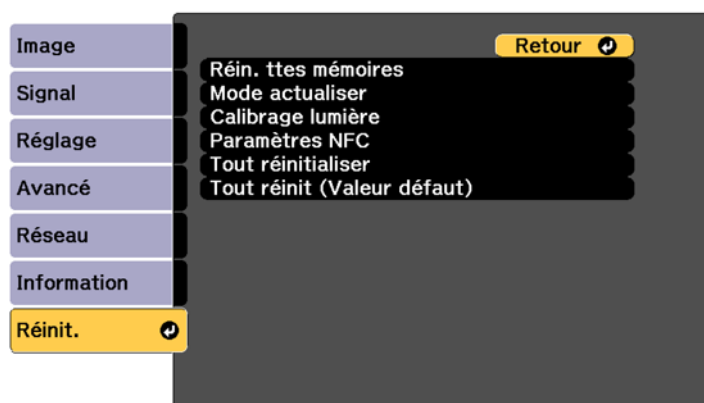 Image
Signal
Réglage
Avancé
Réseau
Information
Réinit.
Retour
Réin. ttes mémoires
Mode actualiser
Calibrage lumière
Paramètres NFC
Tout réinitialiser
Tout réinit (Valeur défaut)